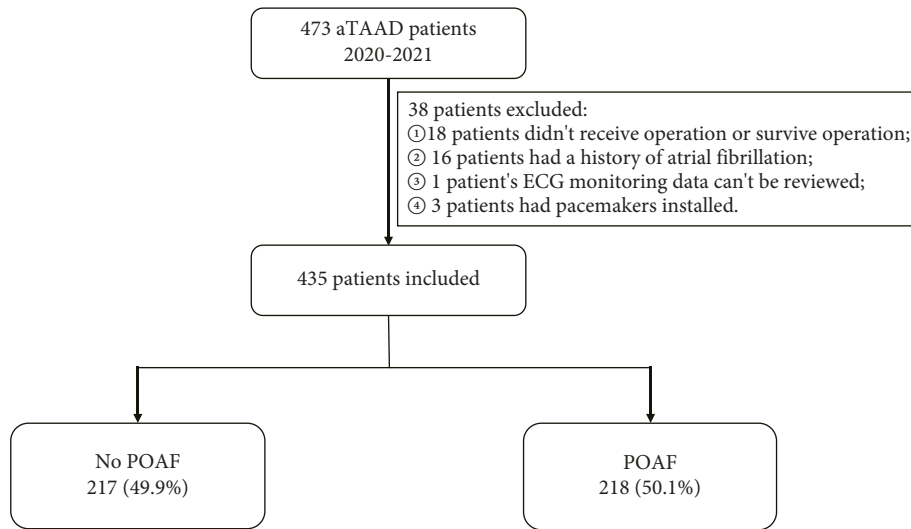 473 aTAAD patients
2020-2021
38 patients excluded:
①18 patients didn't receive operation or survive operation;
② 16 patients had a history of atrial fibrillation;
③ 1 patient's ECG monitoring data can't be reviewed;
④ 3 patients had pacemakers installed.
435 patients included
No POAF
217 (49.9%)
POAF
218 (50.1%)